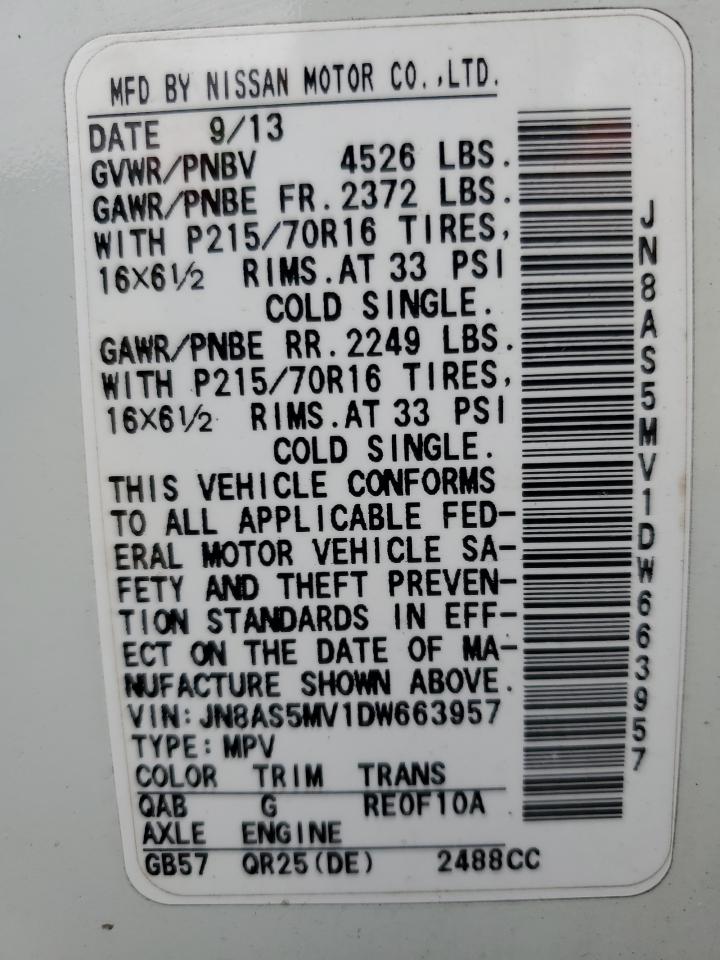 MFD BY NISSAN MOTOR CO.,LTD.
DATE 9/13
GVWR/PNBV 4526 LBS.
GAWR/PNBE FR.2372 LBS.
WITH P215/70R16 TIRES,
16X6½ RIMS.AT 33 PSI
COLD SINGLE.
GAWR/PNBE RR.2249 LBS.
WITH P215/70R16 TIRES,
16X6½ RIMS.AT 33 PSI
COLD SINGLE.
THIS VEHICLE CONFORMS
TO ALL APPLICABLE FED-
ERAL MOTOR VEHICLE SA-
FETY AND THEFT PREVEN-
TION STANDARDS IN EFF-
ECT ON THE DATE OF MA-
NUFACTURE SHOWN ABOVE.
VIN:JN8AS5MV1DW663957
TYPE:MPV
COLOR TRIM TRANS
QAB G RE0F10A
AXLE ENGINE
GB57 QR25(DE) 2488CC
JN8AS5MV1DW663957